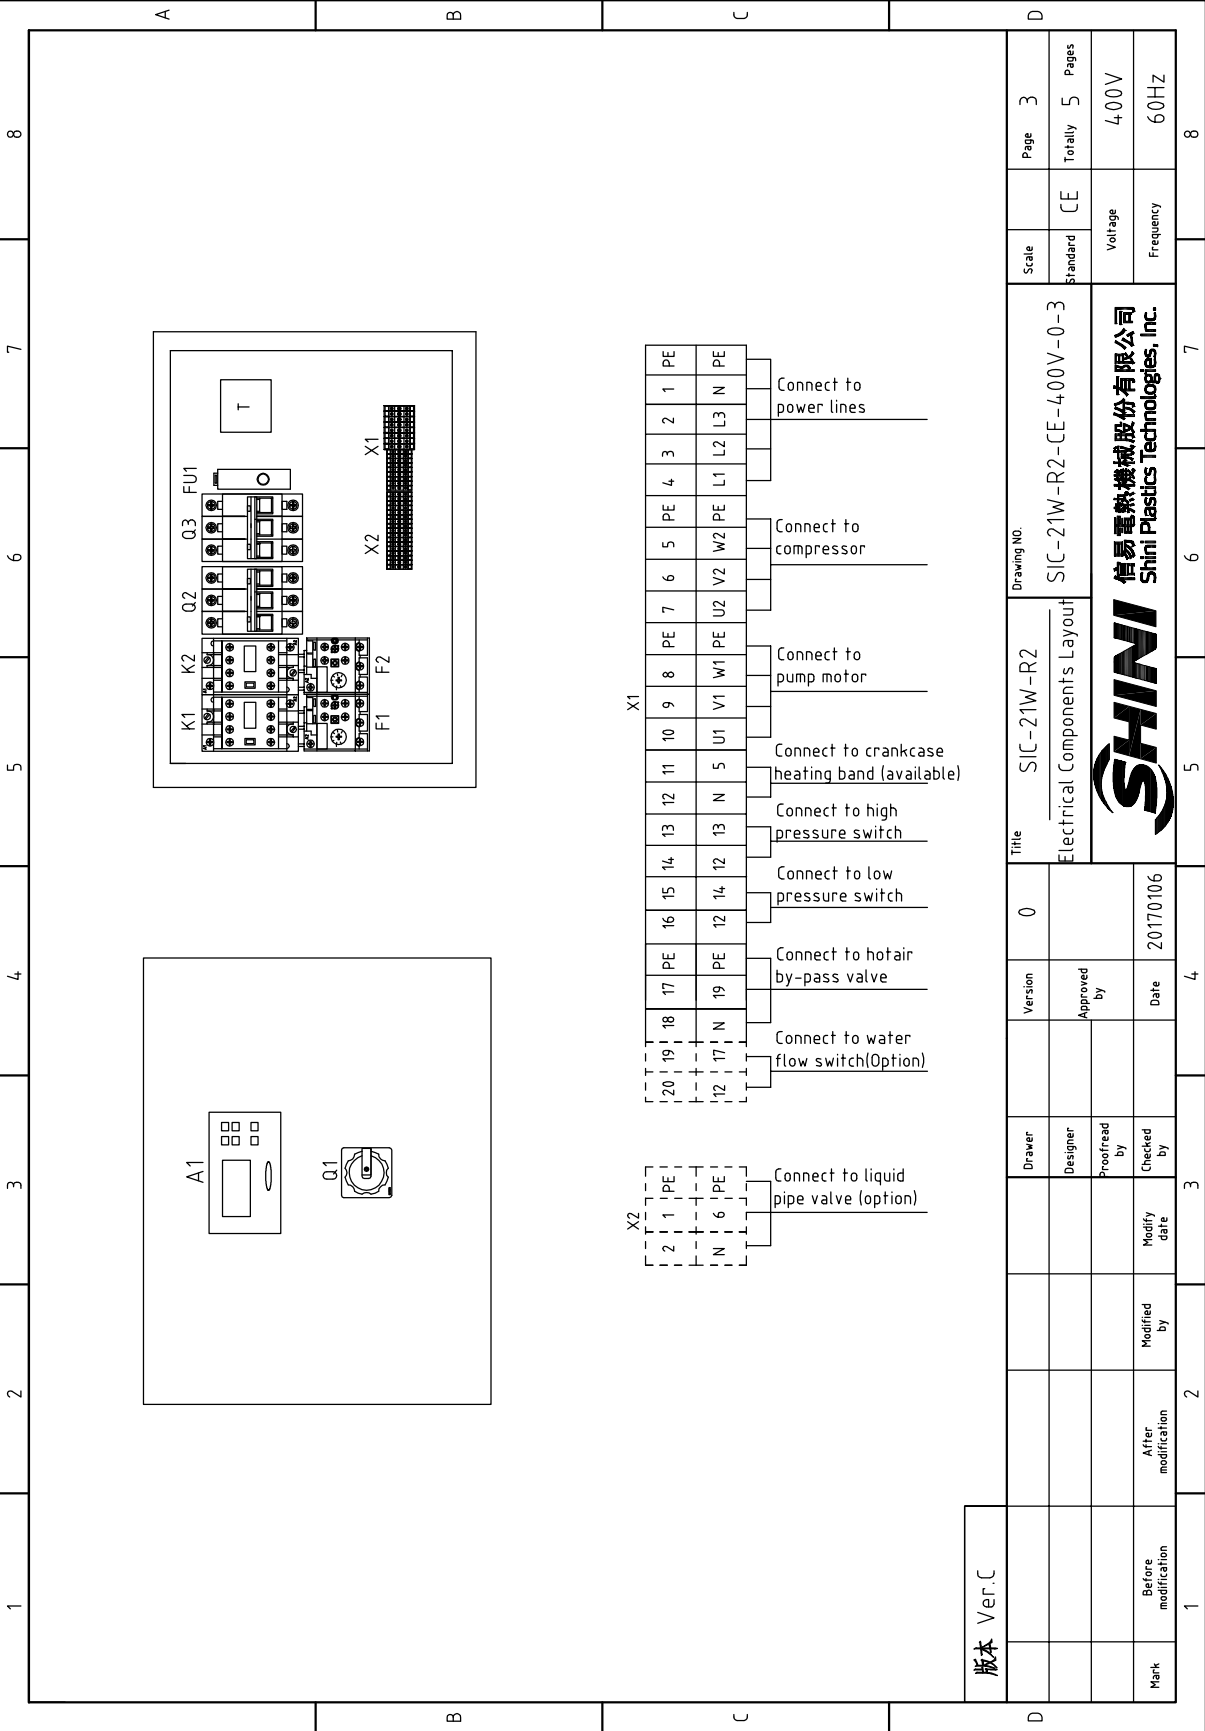 A
B
C
D
8
7
6
5
4
3
2
1
T
FU1
Q3
Q2
K2
K1
F2
F1
X1
X2
A1
Q1
X1
PE PE
1 N
2 L3
3 L2
4 L1
PE PE
5 W2
6 V2
7 U2
PE PE
8 W1
9 V1
10 U1
11 5
12 N
13 13
14 12
15 14
16 12
PE PE
17 19
18 N
19 17
20 12
Connect to
power lines
Connect to
compressor
Connect to
pump motor
Connect to crankcase
heating band (available)
Connect to high
pressure switch
Connect to low
pressure switch
Connect to hotair
by-pass valve
Connect to water
flow switch(Option)
X2
PE PE
1 6
2 N
Connect to liquid
pipe valve (option)
版本 Ver.C
Mark
Before
modification
After
modification
Modified
by
Modify
date
Drawer
Designer
Proofread
by
Checked
by
Version
0
Approved
by
Date
20170106
Title
SIC-21W-R2
Electrical Components Layout
Drawing NO.
SIC-21W-R2-CE-400V-0-3
SHINI
信易電熱機械股份有限公司
Shini Plastics Technologies, Inc.
Scale
Page 3
Standard
CE
Totally 5 Pages
Voltage
400V
Frequency
60HZ
B
C
D
8
7
6
5
4
3
2
1